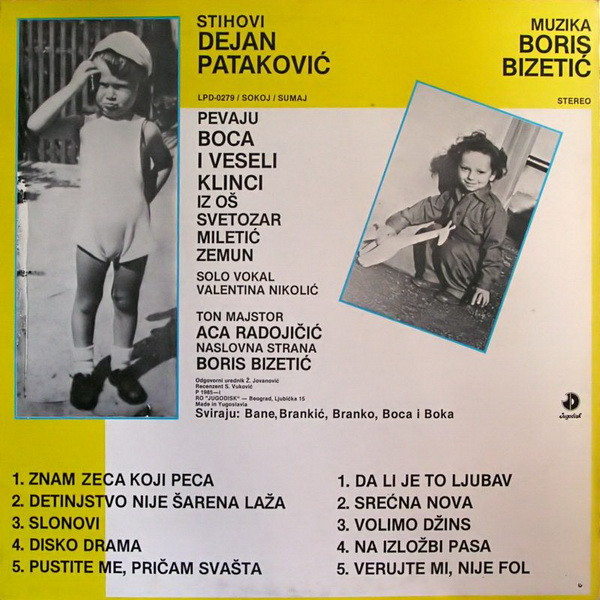 STIHOVI
DEJAN
PATAKOVIĆ
MUZIKA
BORIS
BIZETIĆ
LPD-0279 / SOKOJ / SUMAJ
STEREO
PEVAJU
BOCA
I VESELI
KLINCI
IZ OŠ
SVETOZAR
MILETIĆ
ZEMUN
SOLO VOKAL
VALENTINA NIKOLIĆ
TON MAJSTOR
ACA RADOJIČIĆ
NASLOVNA STRANA
BORIS BIZETIĆ
Odgovorni urednik Ž. Jovanović
Recenzent S. Vuković
P 1985—I
RO "JUGODISK" — Beograd, Ljubička 15
Made in Yugoslavia
Sviraju: Bane, Brankić, Branko, Boca i Boka
Jugodisk
1. ZNAM ZECA KOJI PECA
2. DETINJSTVO NIJE ŠARENA LAŽA
3. SLONOVI
4. DISKO DRAMA
5. PUSTITE ME, PRIČAM SVAŠTA
1. DA LI JE TO LJUBAV
2. SREĆNA NOVA
3. VOLIMO DŽINS
4. NA IZLOŽBI PASA
5. VERUJTE MI, NIJE FOL